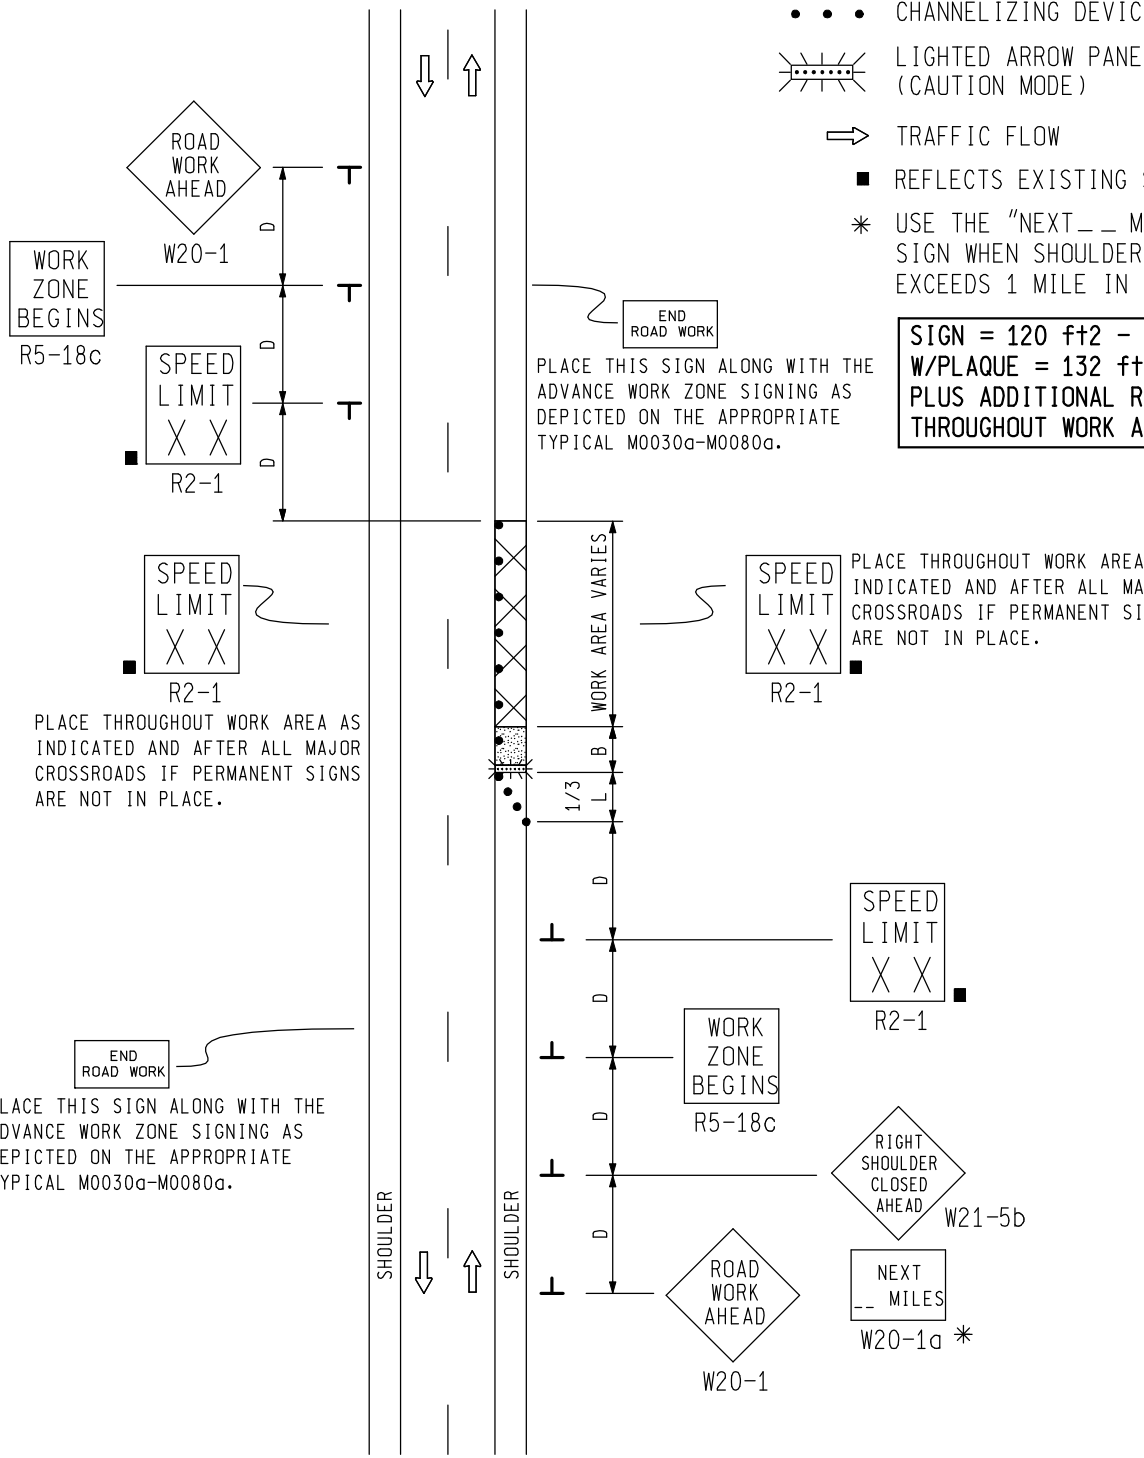 CHANNELIZING DEVIC
LIGHTED ARROW PANE
(CAUTION MODE)
TRAFFIC FLOW
REFLECTS EXISTING
USE THE "NEXT__ M
SIGN WHEN SHOULDER
EXCEEDS 1 MILE IN
SIGN = 120 ft2 -
W/PLAQUE = 132 ft
PLUS ADDITIONAL R
THROUGHOUT WORK A
ROAD
WORK
AHEAD
W20-1
D
WORK
ZONE
BEGINS
R5-18c
D
SPEED
LIMIT
X X
R2-1
D
END
ROAD WORK
PLACE THIS SIGN ALONG WITH THE
ADVANCE WORK ZONE SIGNING AS
DEPICTED ON THE APPROPRIATE
TYPICAL M0030a-M0080a.
SPEED
LIMIT
X X
R2-1
PLACE THROUGHOUT WORK AREA AS
INDICATED AND AFTER ALL MAJOR
CROSSROADS IF PERMANENT SIGNS
ARE NOT IN PLACE.
WORK AREA VARIES
B
1/3
L
SPEED
LIMIT
X X
R2-1
PLACE THROUGHOUT WORK AREA
INDICATED AND AFTER ALL MA
CROSSROADS IF PERMANENT SI
ARE NOT IN PLACE.
D
SPEED
LIMIT
X X
R2-1
D
WORK
ZONE
BEGINS
R5-18c
END
ROAD WORK
LACE THIS SIGN ALONG WITH THE
DVANCE WORK ZONE SIGNING AS
EPICTED ON THE APPROPRIATE
YPICAL M0030a-M0080a.
D
RIGHT
SHOULDER
CLOSED
AHEAD
W21-5b
SHOULDER
SHOULDER
D
ROAD
WORK
AHEAD
W20-1
NEXT
__ MILES
W20-1a *